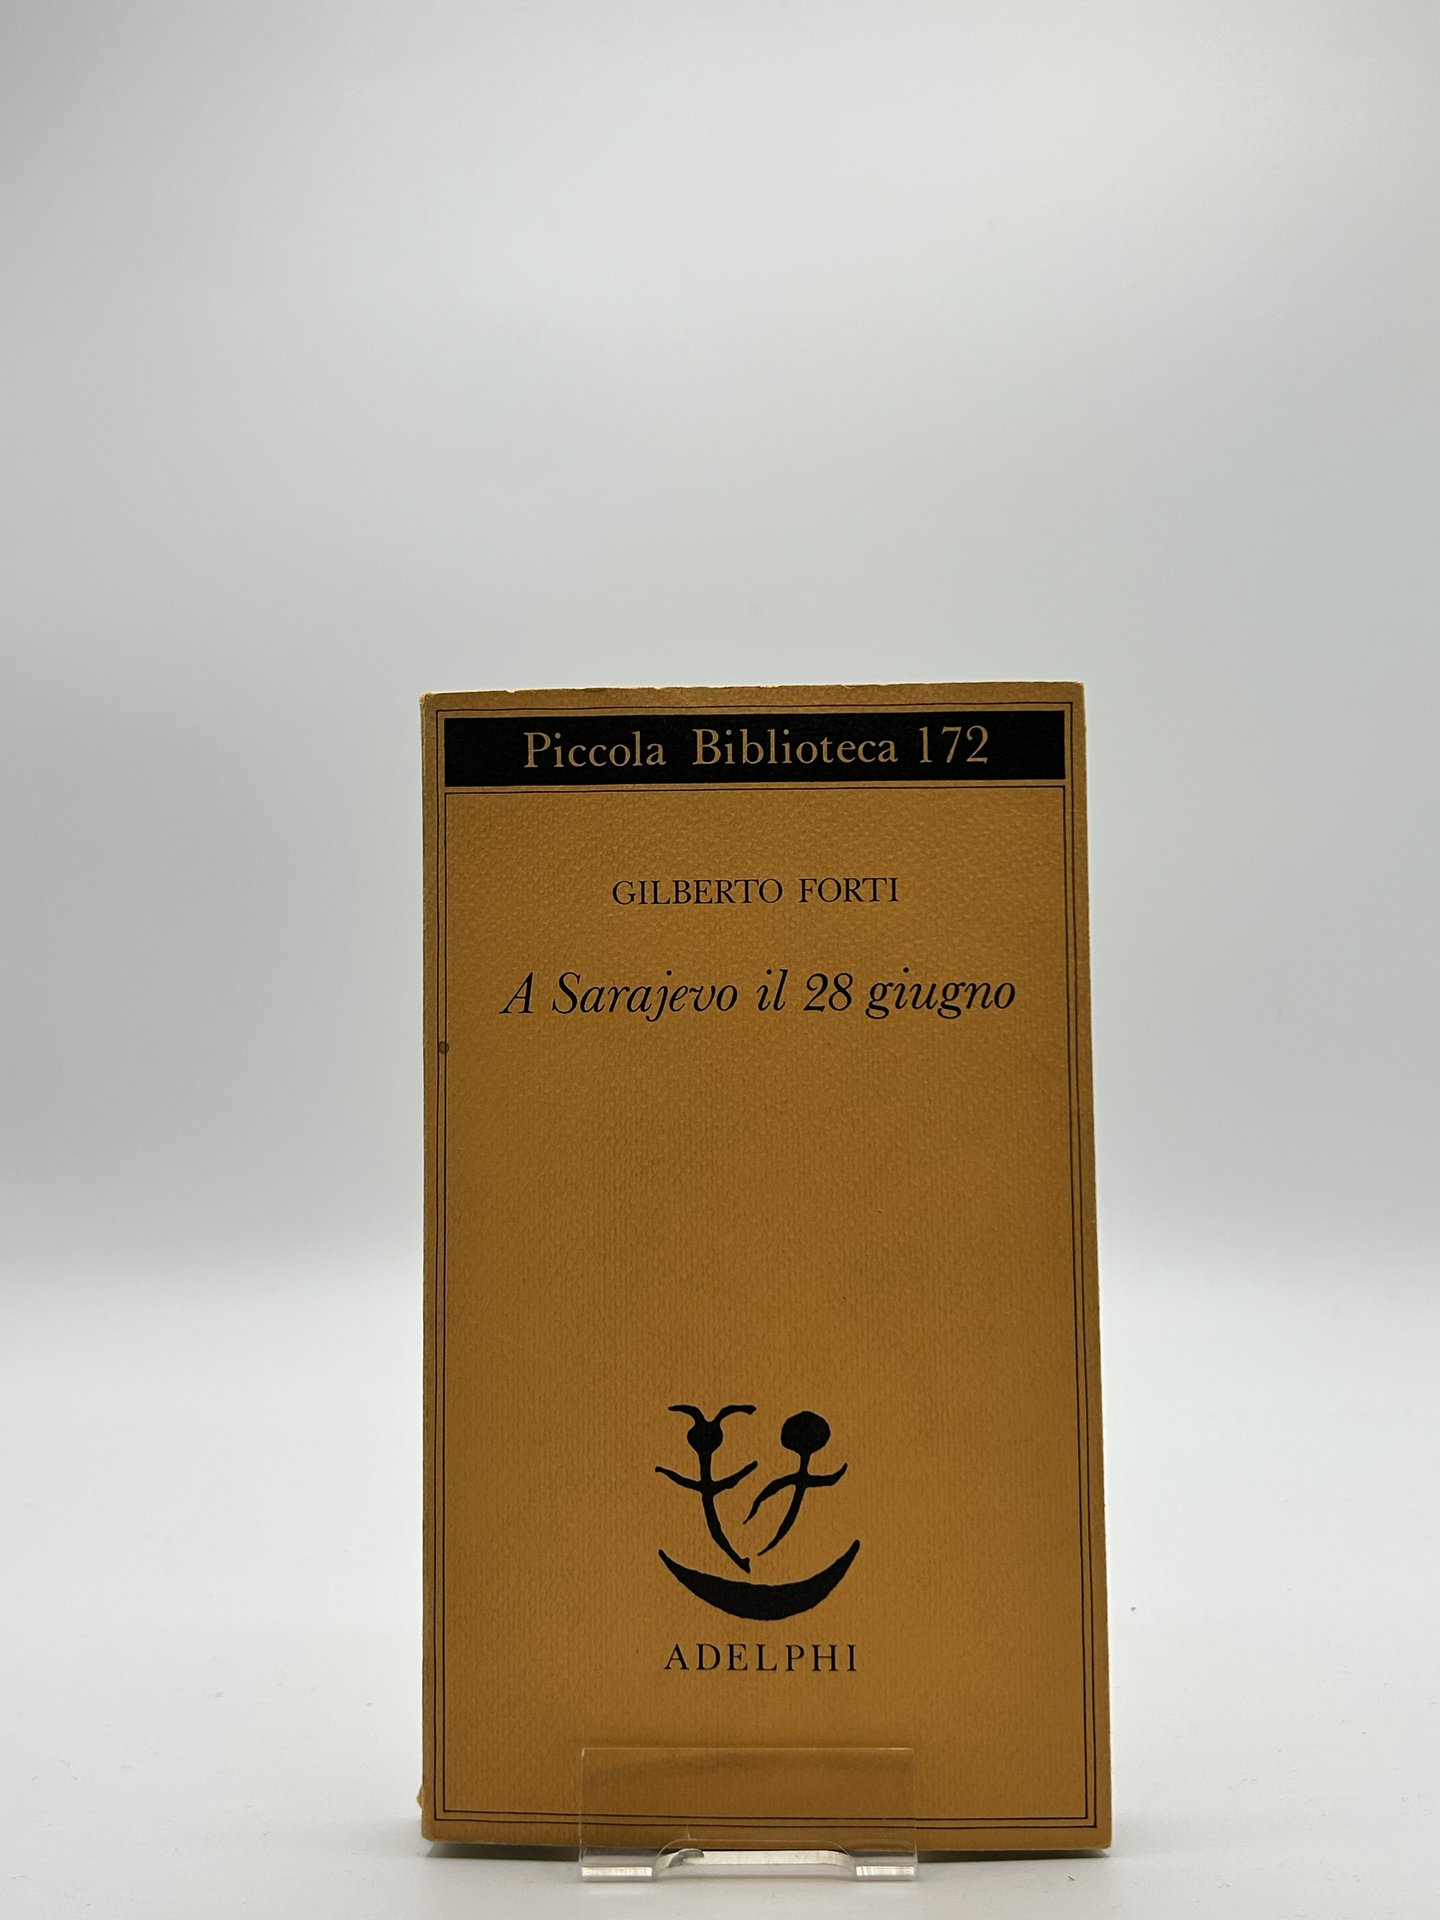 Piccola Biblioteca 172
GILBERTO FORTI
A Sarajevo il 28 giugno
ADELPHI